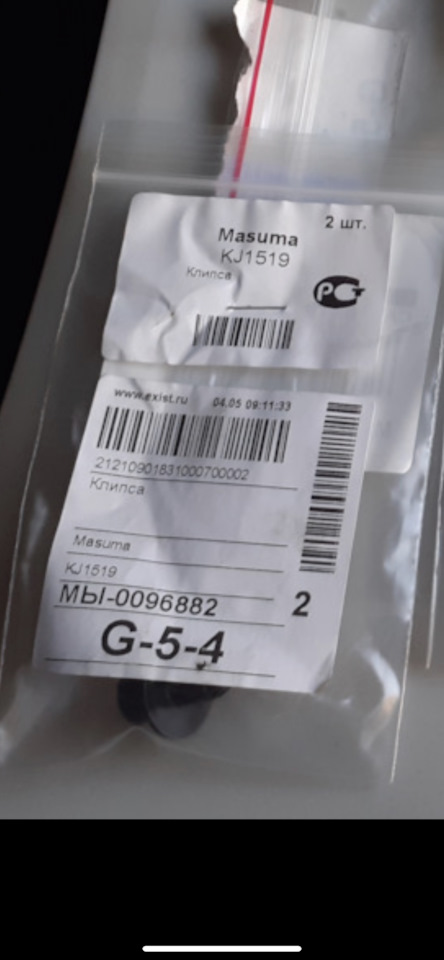 2 шт.
Masuma
KJ1519
Клипса
РСТ
www.exist.ru 04.05 09:11:33
21210901831000700002
Клипса
Masuma
KJ1519
МЫ-0096882
2
G-5-4